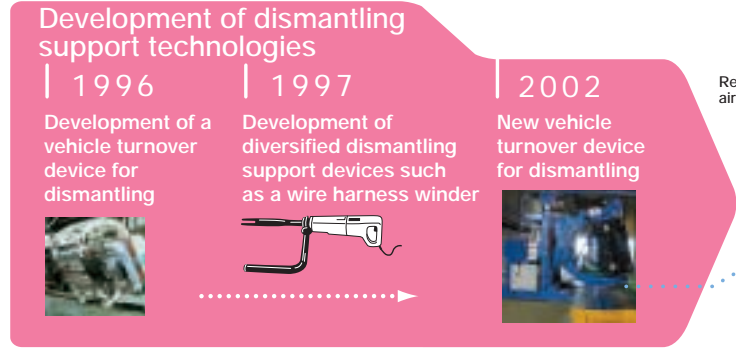 Development of dismantling
support technologies
1996
Development of a
vehicle turnover
device for
dismantling
1997
Development of
diversified dismantling
support devices such
as a wire harness winder
2002
New vehicle
turnover device
for dismantling
Re
air